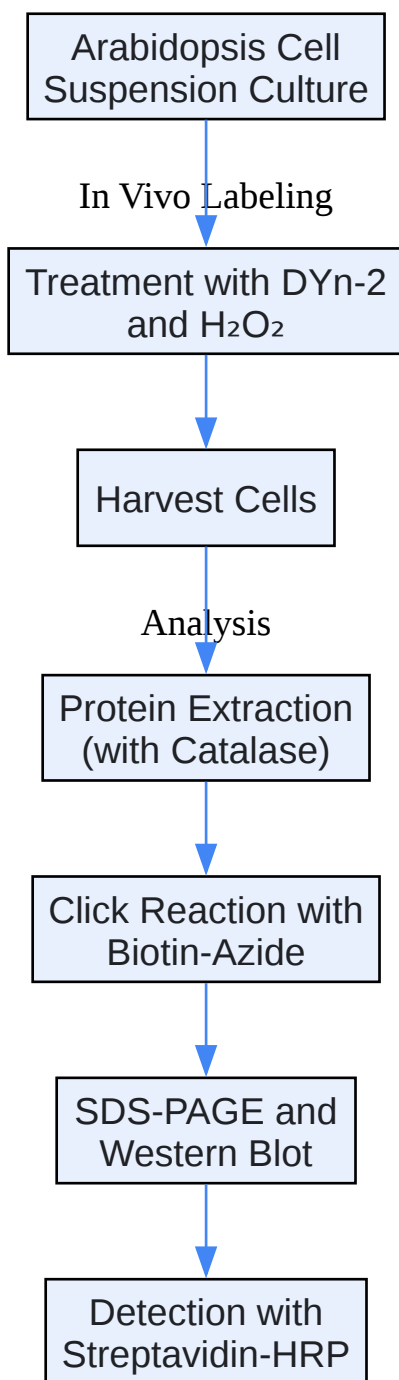 Arabidopsis Cell
Suspension Culture
In Vivo Labeling
Treatment with DYn-2
and H₂O₂
Harvest Cells
Analysis
Protein Extraction
(with Catalase)
Click Reaction with
Biotin-Azide
SDS-PAGE and
Western Blot
Detection with
Streptavidin-HRP